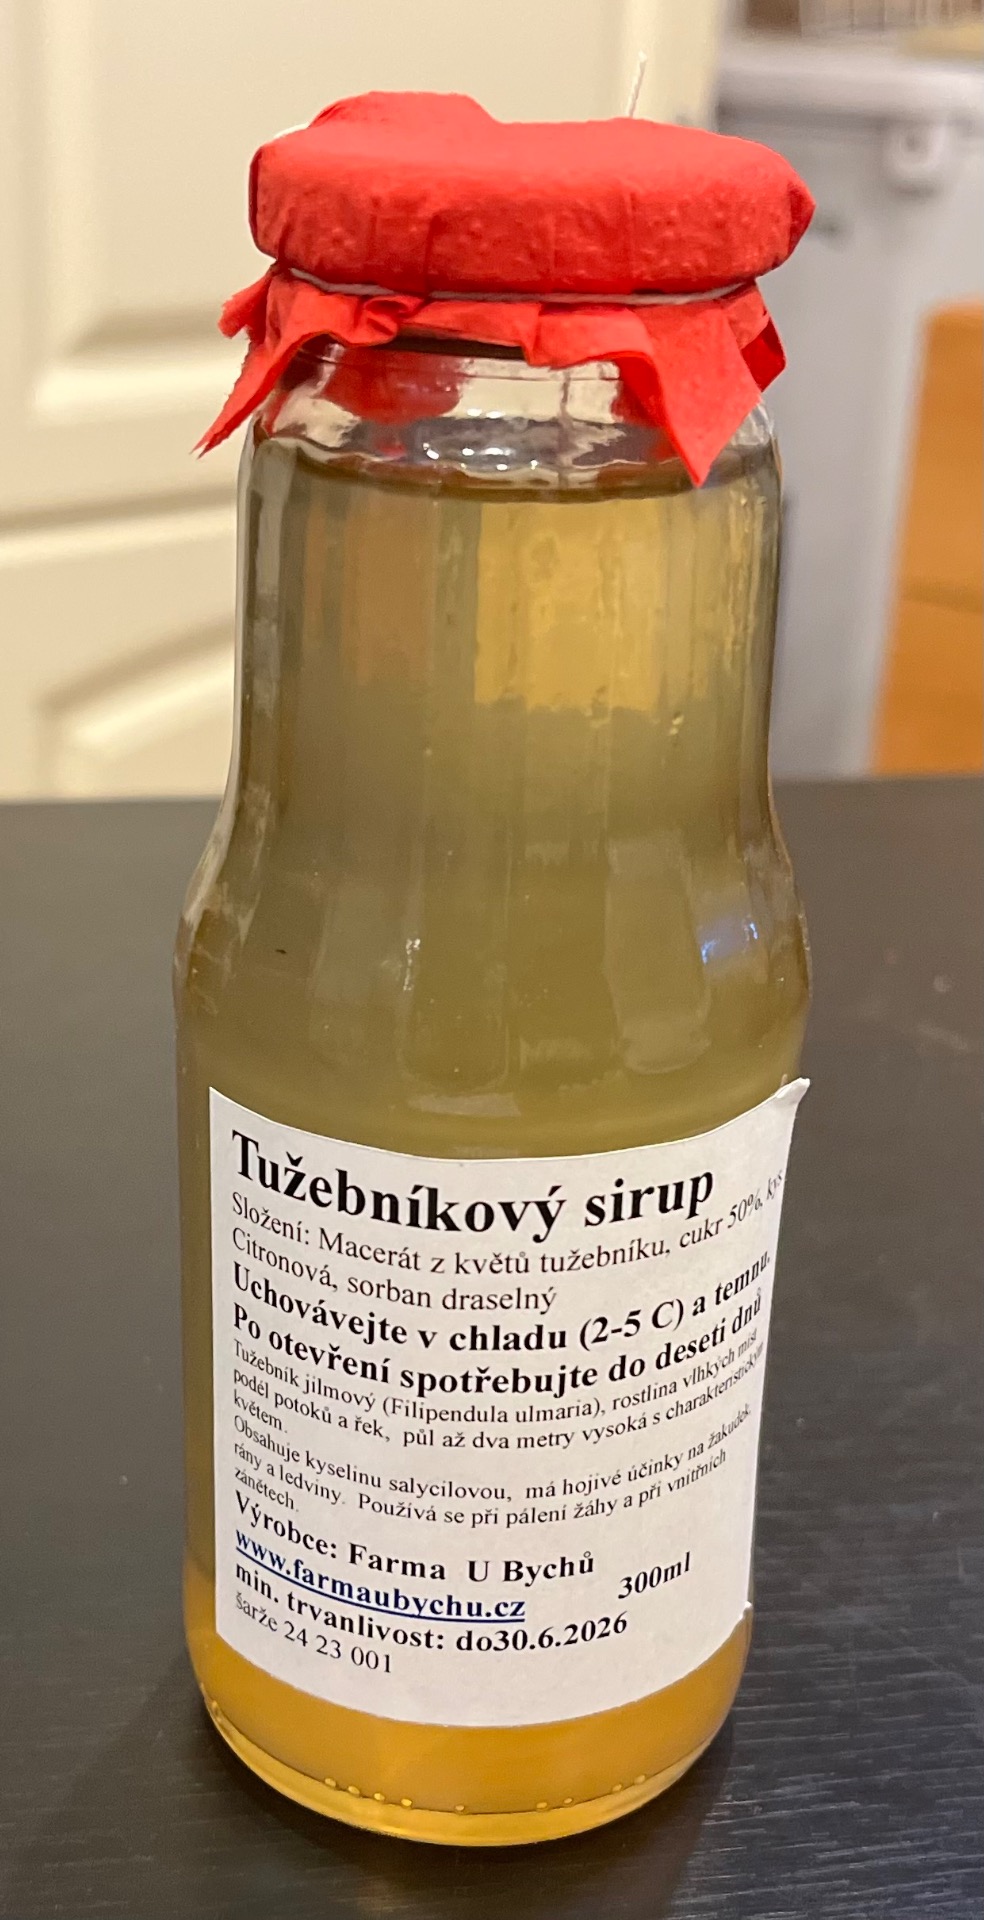 Tužebníkový sirup
Složení: Macerát z květů tužebníku, cukr 50%, kys
Citronová, sorban draselný
Uchovávejte v chladu (2-5 C) a temnu.
Po otevření spotřebujte do deseti dnů
Tužebník jilmový (Filipendula ulmaria), rostlina vlhkých míst
podél potoků a řek, půl až dva metry vysoká s charakteristickým
květem.
Obsahuje kyselinu salycilovou, má hojivé účinky na žakudek.
rány a ledviny. Používá se při pálení žáhy a při vnitřních
zánětech.
Výrobce: Farma U Bychů
www.farmaubychu.cz 300ml
min. trvanlivost: do30.6.2026
šarže 24 23 001